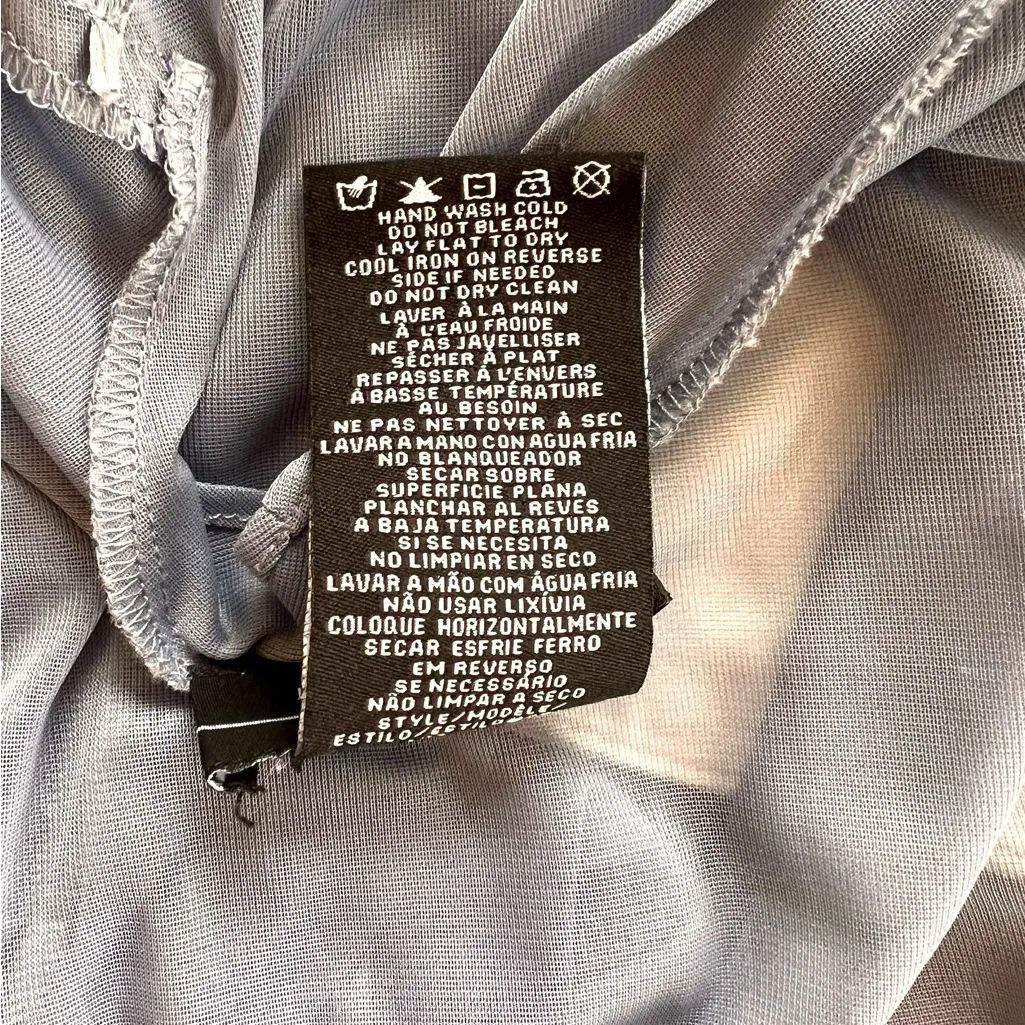 HAND WASH COLD
DO NOT BLEACH
LAY FLAT TO DRY
COOL IRON ON REVERSE
SIDE IF NEEDED
DO NOT DRY CLEAN
LAVER À LA MAIN
À L'EAU FROIDE
NE PAS JAVELLISER
SÉCHER À PLAT
REPASSER À L'ENVERS
À BASSE TEMPÉRATURE
AU BESOIN
NE PAS NETTOYER À SEC
LAVAR A MANO CON AGUA FRIA
NO BLANQUEADOR
SECAR SOBRE
SUPERFICIE PLANA
PLANCHAR AL REVES
A BAJA TEMPERATURA
SI SE NECESITA
NO LIMPIAR EN SECO
LAVAR A MÃO COM ÁGUA FRIA
NÃO USAR LIXÍVIA
COLOQUE HORIZONTALMENTE
SECAR ESFRIE FERRO
EM REVERSO
SE NECESSÁRIO
NÃO LIMPAR A SECO
STYLE/MODÈLE/
ESTILO/ESTILO